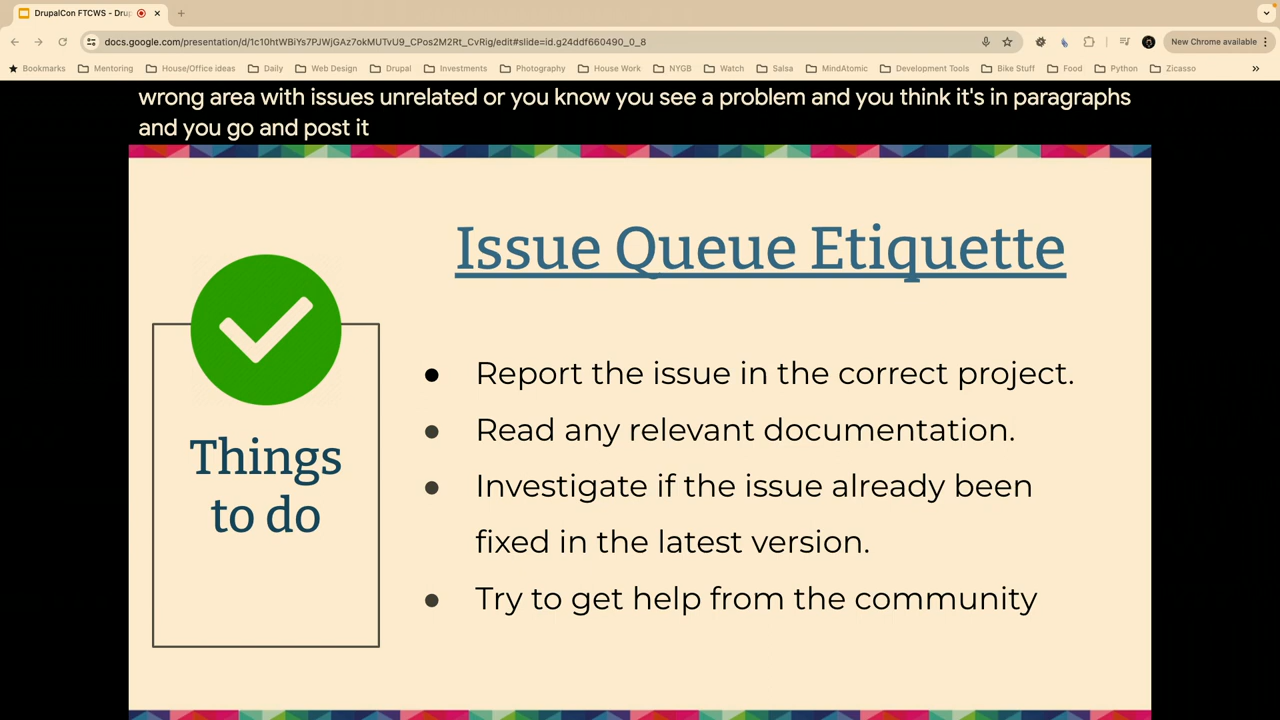 DrupalCon FTCWS - Drup
docs.google.com/presentation/d/1c10htWBiYs7PJWjGAz7okMUTvU9_CPos2M2Rt_CvRig/edit#slide=id.g24ddf660490_0_8
New Chrome available
Bookmarks Mentoring House/Office ideas Daily Web Design Drupal Investments Photography House Work NYGB Watch Salsa MindAtomic Development Tools Bike Stuff Food Python Zicasso
wrong area with issues unrelated or you know you see a problem and you think it's in paragraphs
and you go and post it
Issue Queue Etiquette
Things
to do
● Report the issue in the correct project.
● Read any relevant documentation.
● Investigate if the issue already been
fixed in the latest version.
● Try to get help from the community